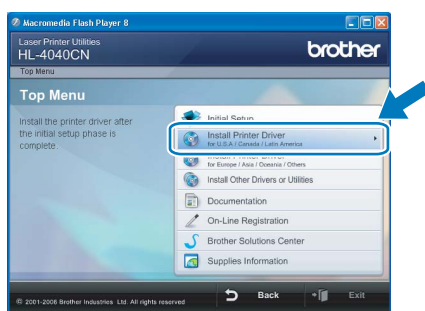 Macromedia Flash Player 8
Laser Printer Utilities
HL-4040CN
brother
Top Menu
Top Menu
Install the printer driver after
the initial setup phase is
complete.
Initial Setup
Install Printer Driver
for U.S.A / Canada / Latin America
Install Printer Driver
for Europe / Asia / Oceania / Others
Install Other Drivers or Utilities
Documentation
On-Line Registration
Brother Solutions Center
Supplies Information
© 2001-2006 Brother Industries Ltd. All rights reserved
Back
Exit